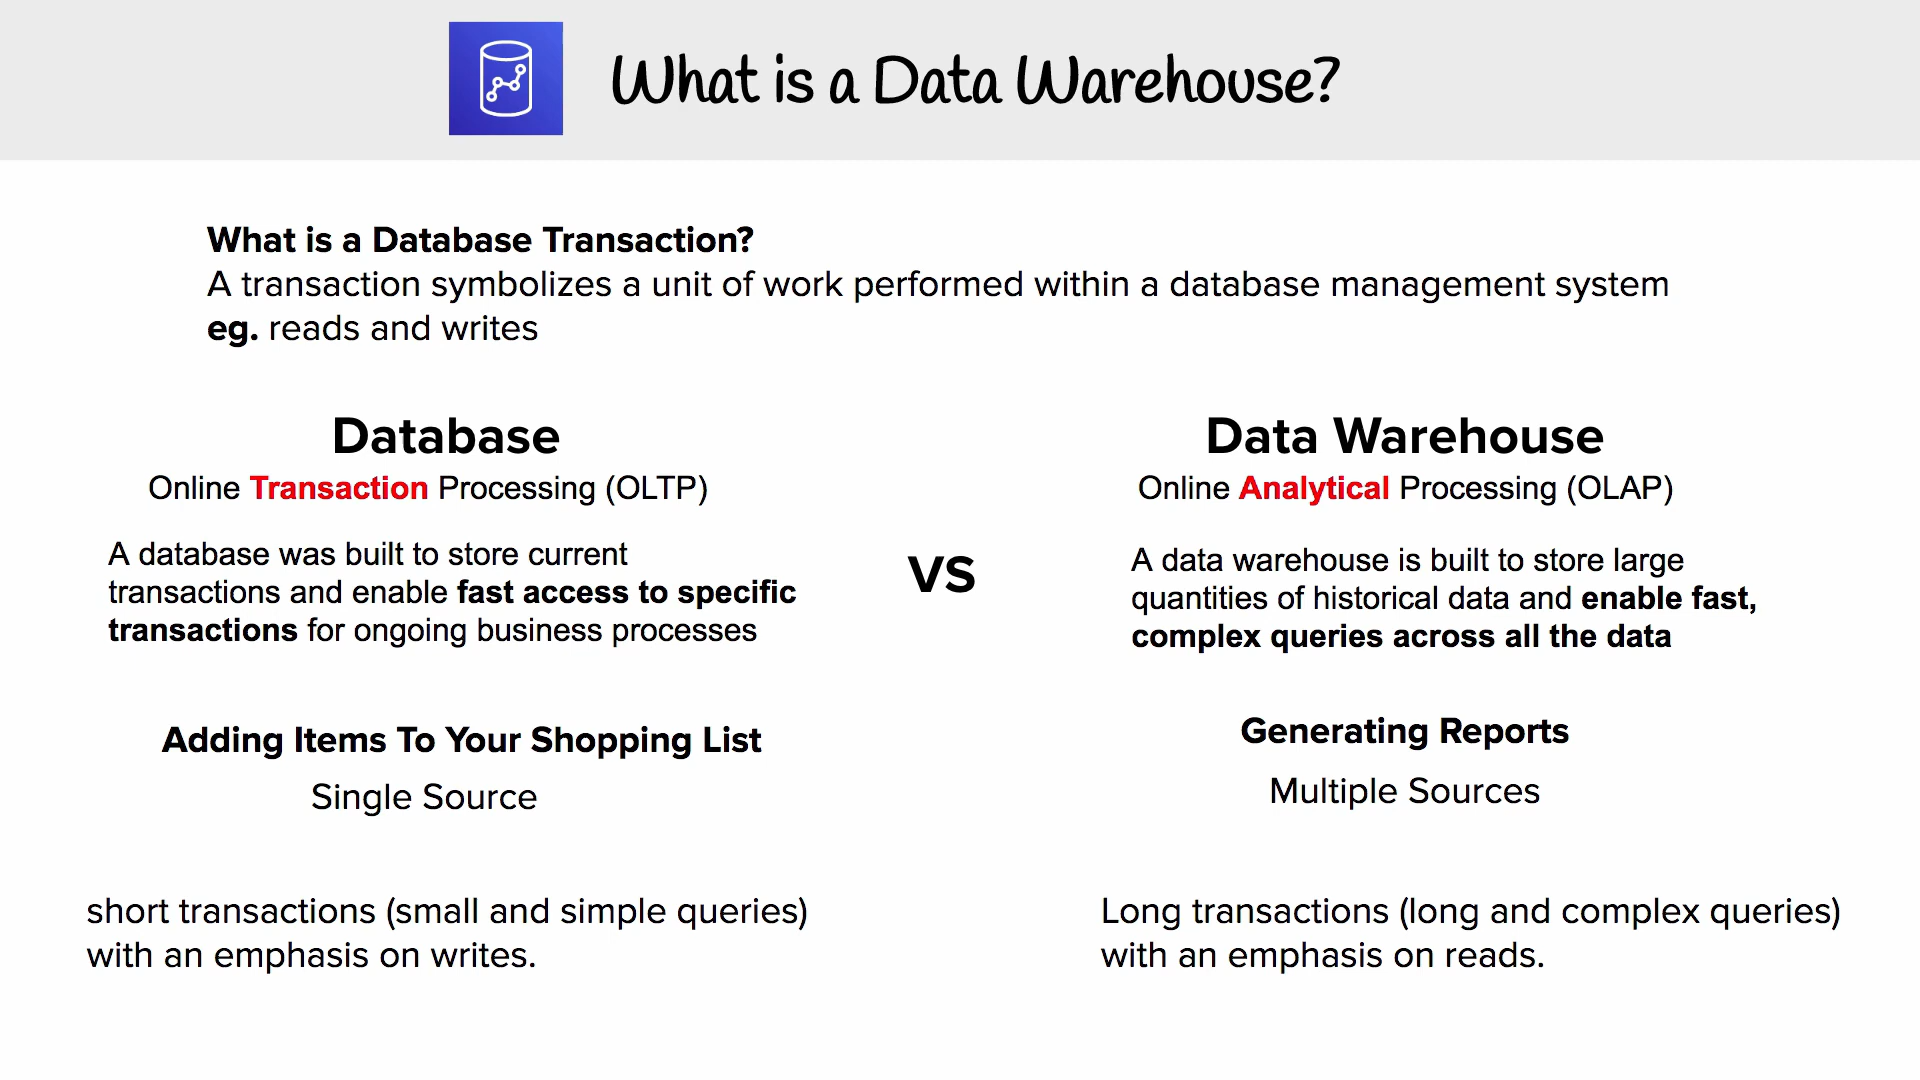 What is a Data Warehouse?
What is a Database Transaction?
A transaction symbolizes a unit of work performed within a database management system
eg. reads and writes
Database
Online Transaction Processing (OLTP)
A database was built to store current
transactions and enable fast access to specific
transactions for ongoing business processes
Adding Items To Your Shopping List
Single Source
short transactions (small and simple queries)
with an emphasis on writes.
VS
Data Warehouse
Online Analytical Processing (OLAP)
A data warehouse is built to store large
quantities of historical data and enable fast,
complex queries across all the data
Generating Reports
Multiple Sources
Long transactions (long and complex queries)
with an emphasis on reads.